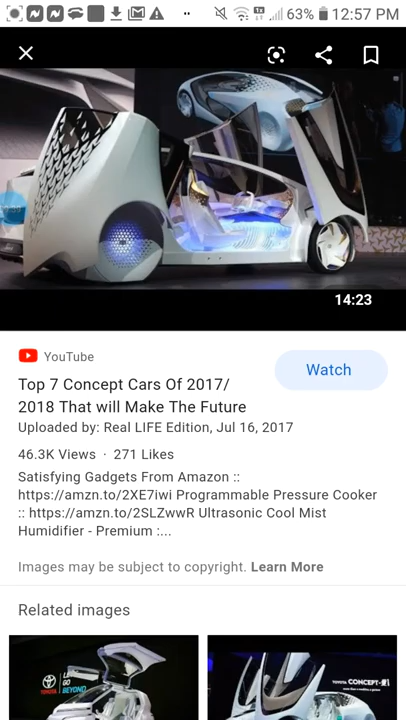 63% 12:57 PM
14:23
YouTube
Watch
Top 7 Concept Cars Of 2017/
2018 That will Make The Future
Uploaded by: Real LIFE Edition, Jul 16, 2017
46.3K Views · 271 Likes
Satisfying Gadgets From Amazon ::
https://amzn.to/2XE7iwi Programmable Pressure Cooker
:: https://amzn.to/2SLZwwR Ultrasonic Cool Mist
Humidifier - Premium :...
Images may be subject to copyright. Learn More
Related images
TOYOTA
GO
BEYOND
TOYOTA CONCEPT-i